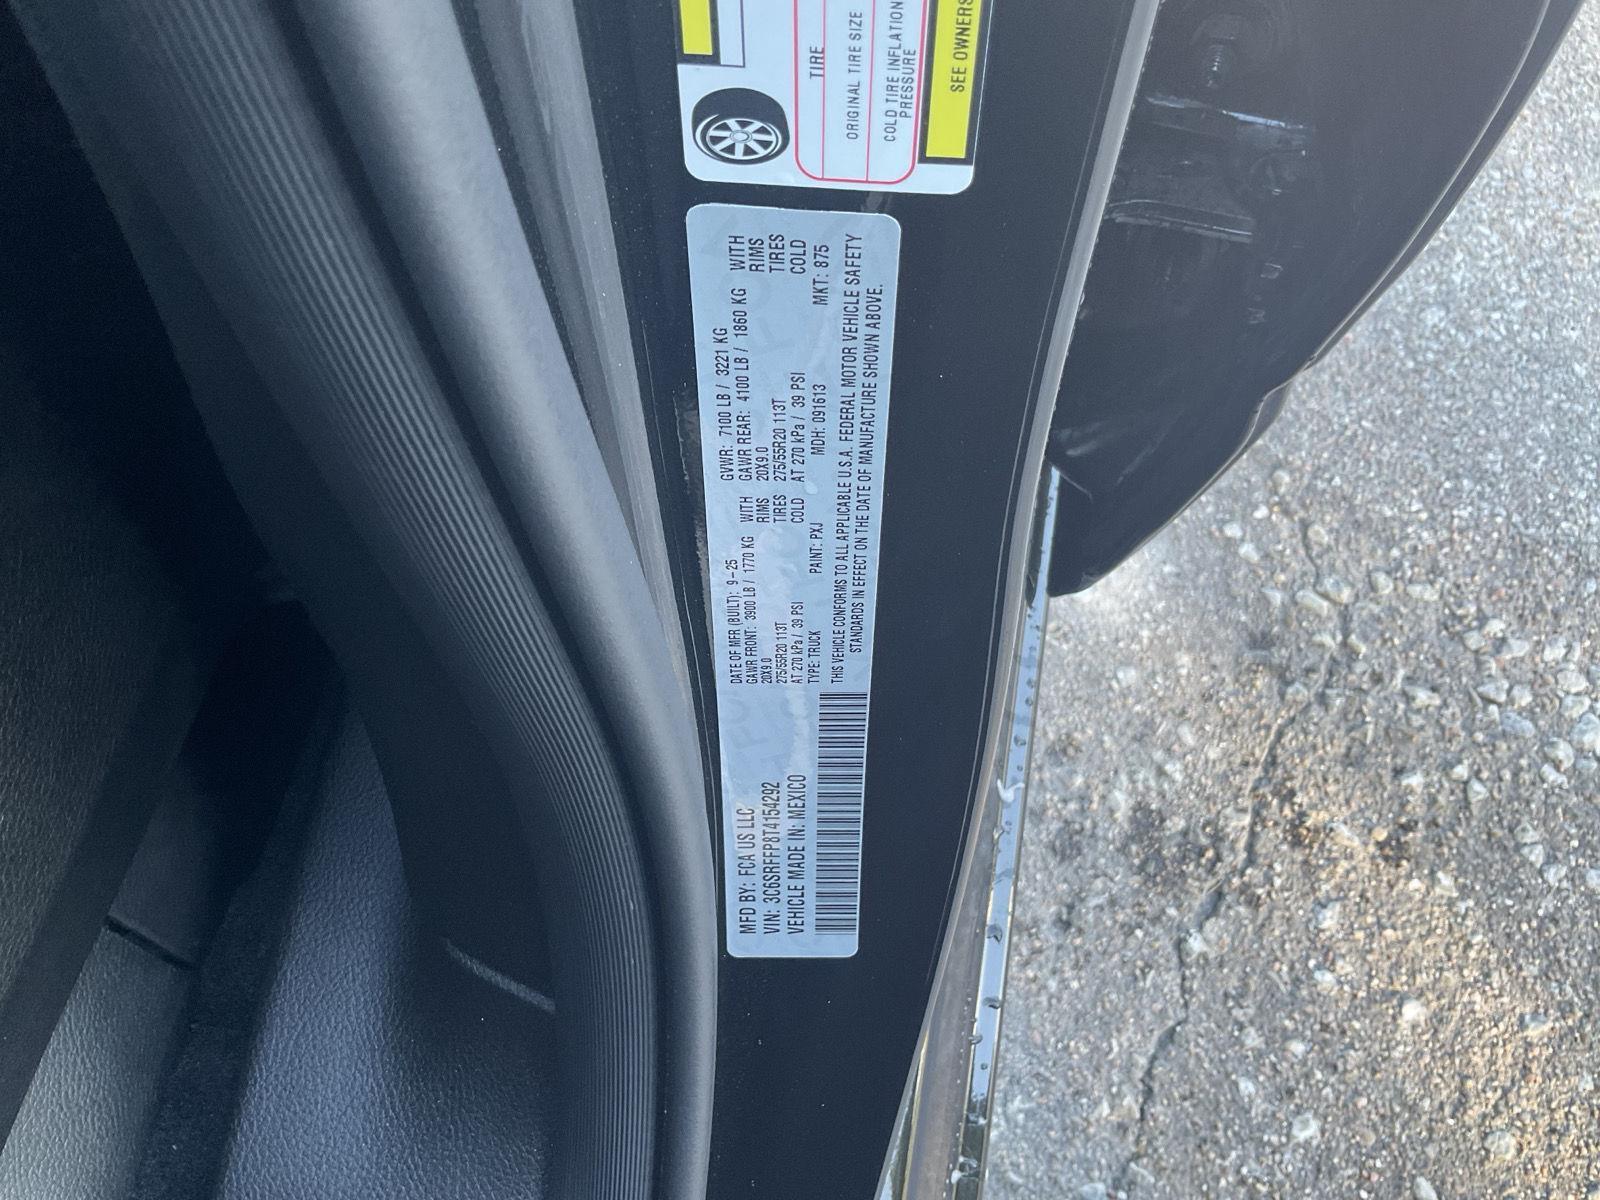 TIRE
ORIGINAL TIRE SIZE
COLD TIRE INFLATION
PRESSURE
SEE OWNERS
MFD BY: FCA US LLC
VIN: 3C6SRFFP8T4154292
VEHICLE MADE IN: MEXICO
DATE OF MFR (BUILT): 9-25
GAWR FRONT: 3900 LB / 1770 KG WITH
20X9.0 RIMS
275/55R20 113T TIRES
AT 270 kPa / 39 PSI COLD
GVWR: 7100 LB / 3221 KG
GAWR REAR: 4100 LB / 1860 KG WITH
20X9.0 RIMS
275/55R20 113T TIRES
AT 270 kPa / 39 PSI COLD
TYPE: TRUCK PAINT: PXJ MDH: 091613 MKT: 875
THIS VEHICLE CONFORMS TO ALL APPLICABLE U.S.A. FEDERAL MOTOR VEHICLE SAFETY
STANDARDS IN EFFECT ON THE DATE OF MANUFACTURE SHOWN ABOVE.